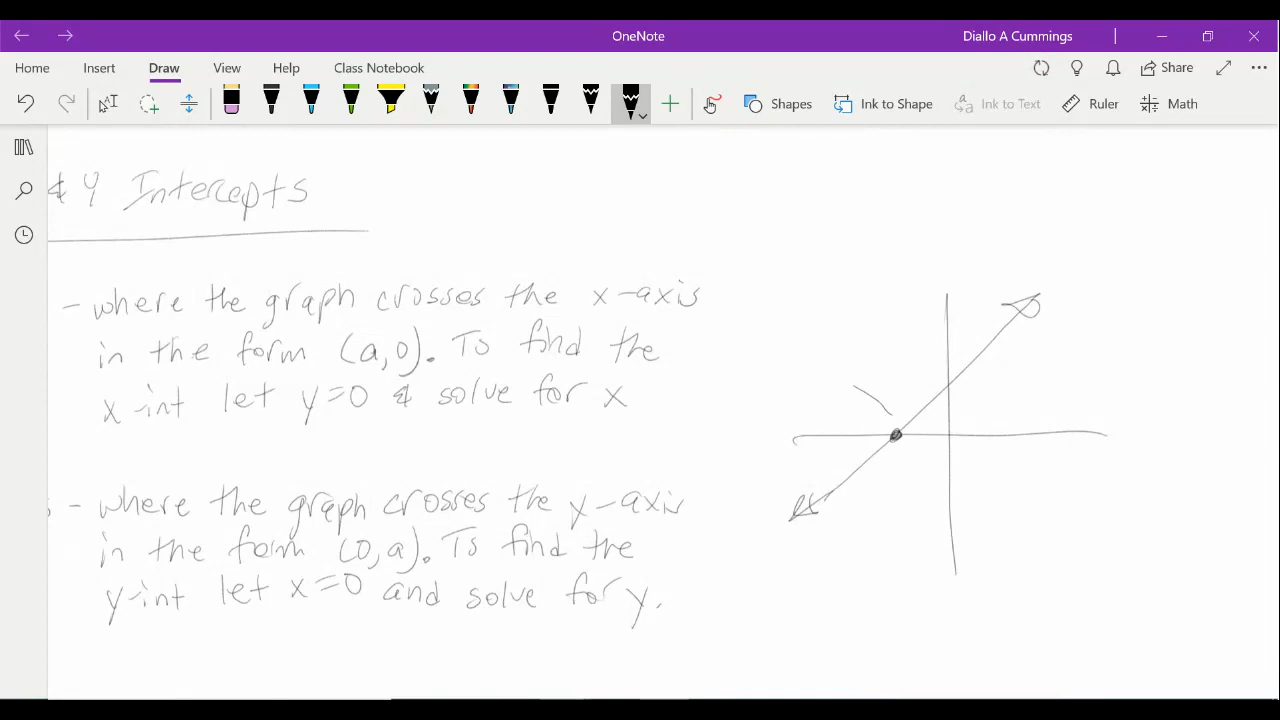 OneNote
Diallo A Cummings
Home Insert Draw View Help Class Notebook Share
Shapes Ink to Shape Ink to Text Ruler Math
& Y Intercepts
- where the graph crosses the x-axis
in the form (a,0). To find the
x-int let y=0 & solve for x
s - where the graph crosses the y-axis
in the form (0,a). To find the
y-int let x=0 and solve for y.